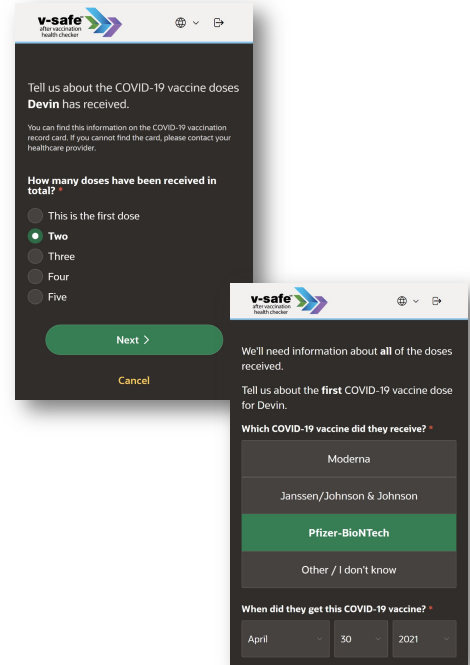 v-safe
after vaccination
health checker
Tell us about the COVID-19 vaccine doses
Devin has received.
You can find this information on the COVID-19 vaccination
record card. If you cannot find the card, please contact your
healthcare provider.
How many doses have been received in
total? *
This is the first dose
Two
Three
Four
Five
Next >
Cancel
v-safe
after vaccination
health checker
We'll need information about all of the doses
received.
Tell us about the first COVID-19 vaccine dose
for Devin.
Which COVID-19 vaccine did they receive? *
Moderna
Janssen/Johnson & Johnson
Pfizer-BioNTech
Other / I don't know
When did they get this COVID-19 vaccine? *
April 30 2021